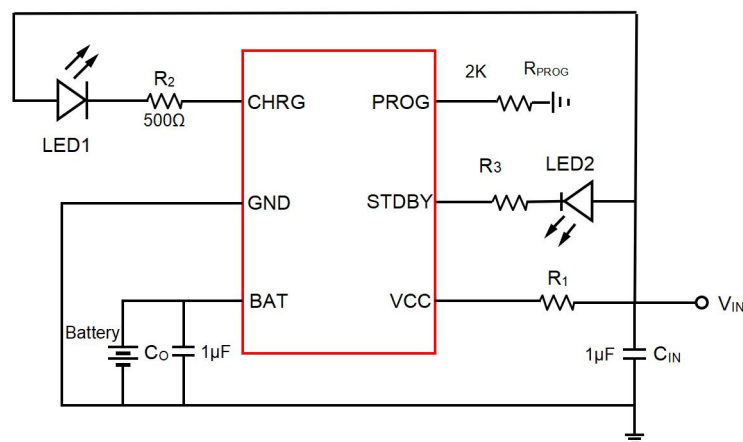 2K
RPROG
R2
CHRG
PROG
500Ω
LED1
R3
LED2
GND
STDBY
R1
BAT
VCC
VIN
Battery
CO
1µF
1µF
CIN